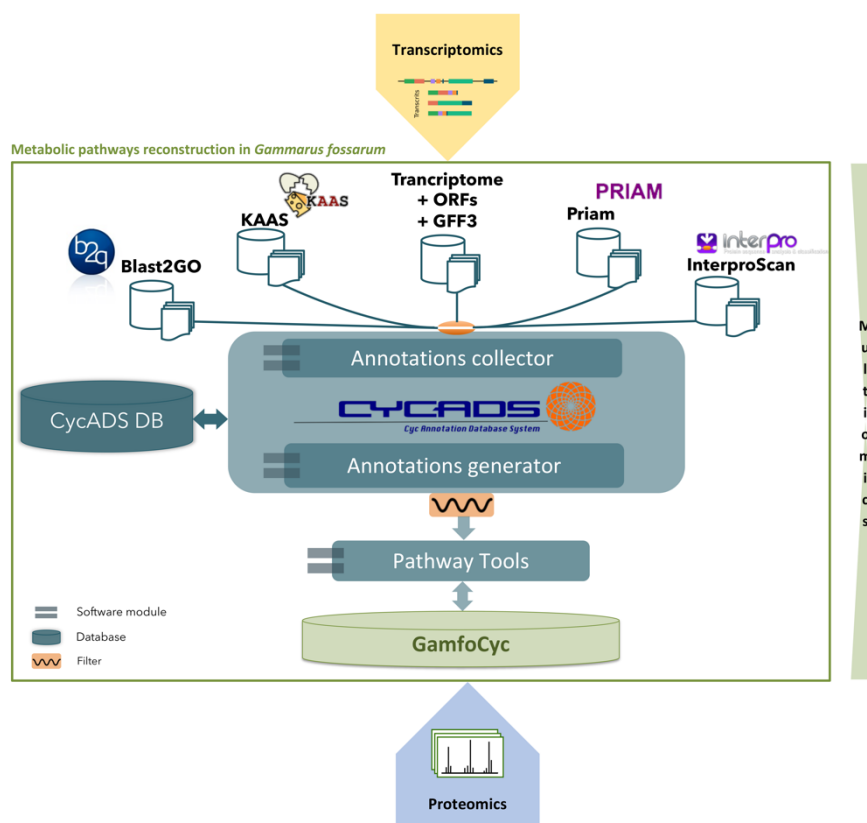 Transcriptomics
Transcrits
Metabolic pathways reconstruction in Gammarus fossarum
b2g
Blast2GO
KAAS
KAAS
Trancriptome
+ ORFs
+ GFF3
PRIAM
Priam
interpro
InterproScan
Annotations collector
CycADS DB
CYCADS
Cyc Annotation Database System
Annotations generator
Pathway Tools
GamfoCyc
Software module
Database
Filter
Proteomics